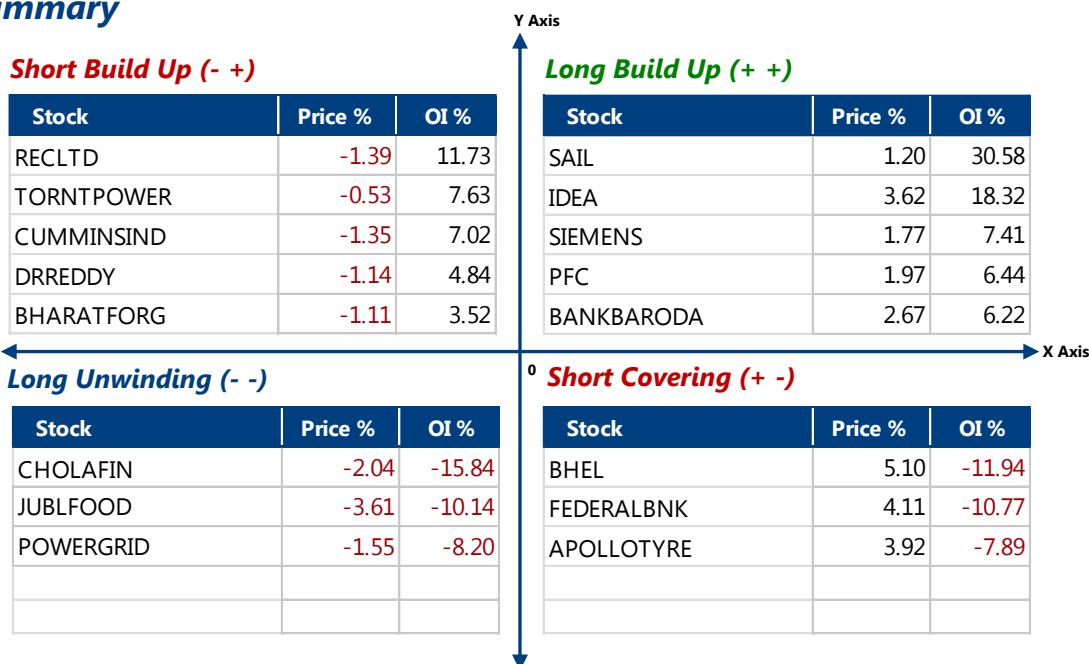 Y Axis
Short Build Up (- +)
Stock Price % OI %
RECLTD -1.39 11.73
TORNTPOWER -0.53 7.63
CUMMINSIND -1.35 7.02
DRREDDY -1.14 4.84
BHARATFORG -1.11 3.52
Long Build Up (+ +)
Stock Price % OI %
SAIL 1.20 30.58
IDEA 3.62 18.32
SIEMENS 1.77 7.41
PFC 1.97 6.44
BANKBARODA 2.67 6.22
X Axis
0
Long Unwinding (- -)
Stock Price % OI %
CHOLAFIN -2.04 -15.84
JUBLFOOD -3.61 -10.14
POWERGRID -1.55 -8.20
Short Covering (+ -)
Stock Price % OI %
BHEL 5.10 -11.94
FEDERALBNK 4.11 -10.77
APOLLOTYRE 3.92 -7.89